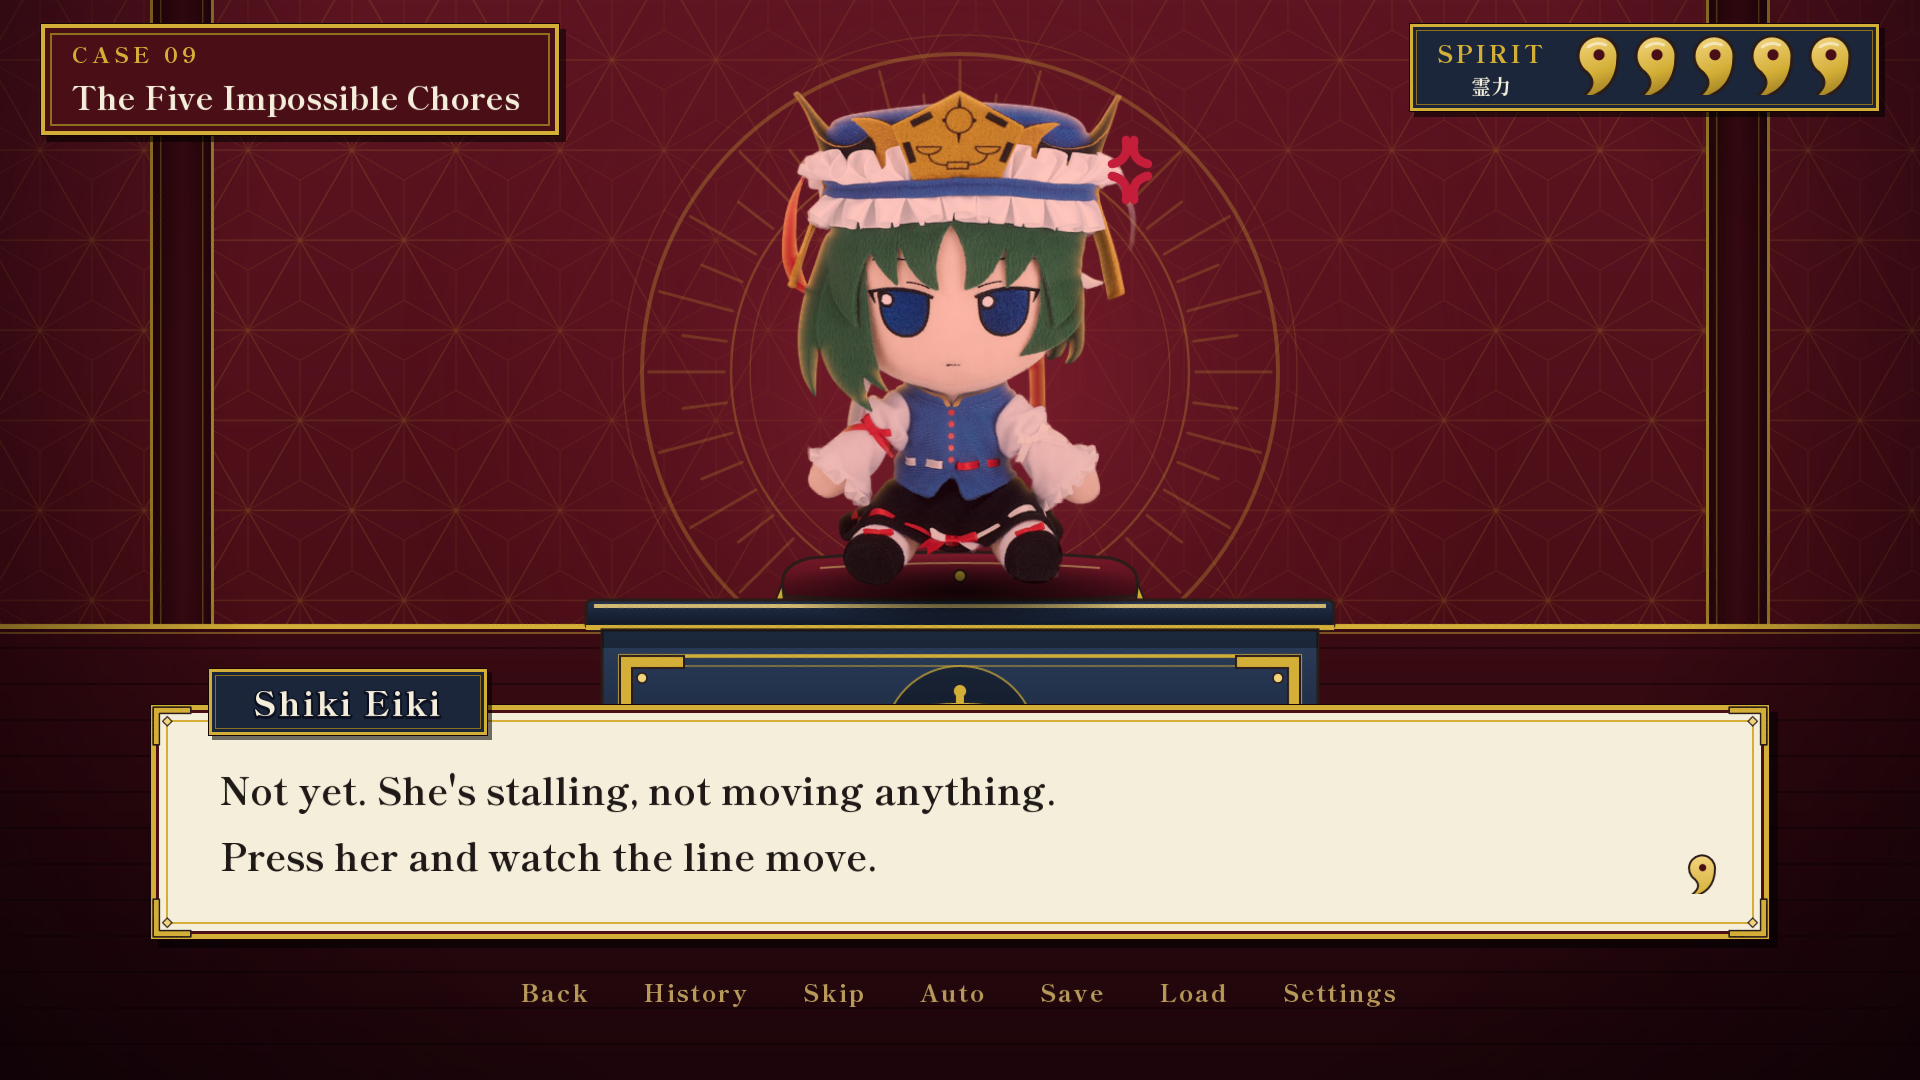 CASE 09
The Five Impossible Chores
SPIRIT
霊力
Shiki Eiki
Not yet. She's stalling, not moving anything.
Press her and watch the line move.
Back History Skip Auto Save Load Settings